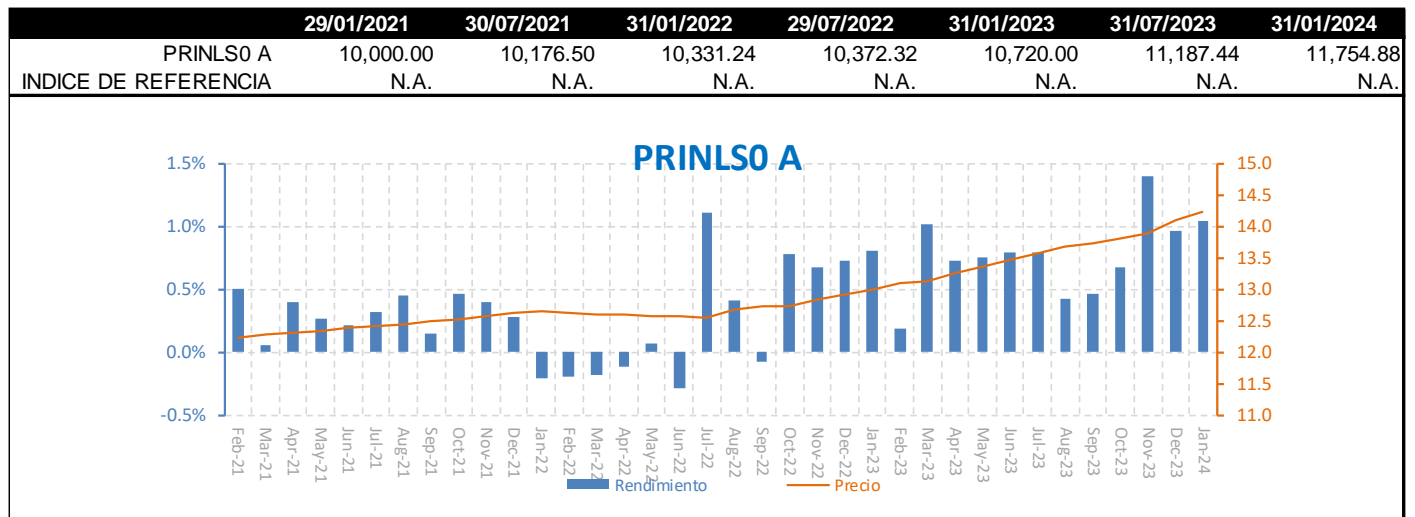 29/01/2021 30/07/2021 31/01/2022 29/07/2022 31/01/2023 31/07/2023 31/01/2024
PRINLS0 A 10,000.00 10,176.50 10,331.24 10,372.32 10,720.00 11,187.44 11,754.88
INDICE DE REFERENCIA N.A. N.A. N.A. N.A. N.A. N.A. N.A.
PRINLS0 A
1.5% 15.0
14.5
1.0% 14.0
13.5
0.5% 13.0
12.5
0.0% 12.0
11.5
-0.5% 11.0
Feb-21 Mar-21 Apr-21 May-21 Jun-21 Jul-21 Aug-21 Sep-21 Oct-21 Nov-21 Dec-21 Jan-22 Feb-22 Mar-22 Apr-22 May-22 Jun-22 Jul-22 Aug-22 Sep-22 Oct-22 Nov-22 Dec-22 Jan-23 Feb-23 Mar-23 Apr-23 May-23 Jun-23 Jul-23 Aug-23 Sep-23 Oct-23 Nov-23 Dec-23 Jan-24
Rendimiento Precio